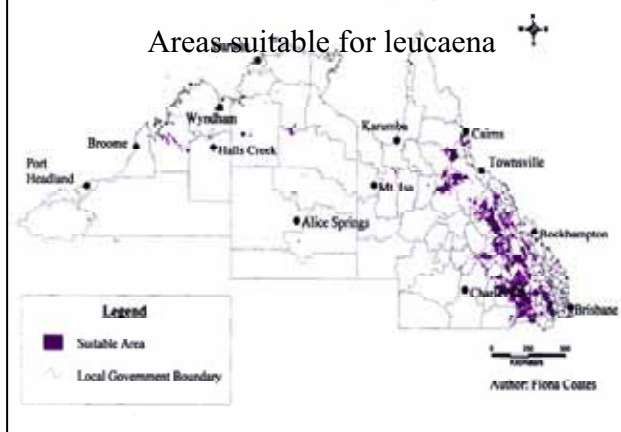 Areas suitable for leucaena
Wyndham
Karumba
Cairns
Broome
Halls Creek
Townsville
Port
Headland
Mt Isa
Alice Springs
Rockhampton
Brisbane
Legend
Suitable Area
Local Government Boundary
Author: Fiona Coates